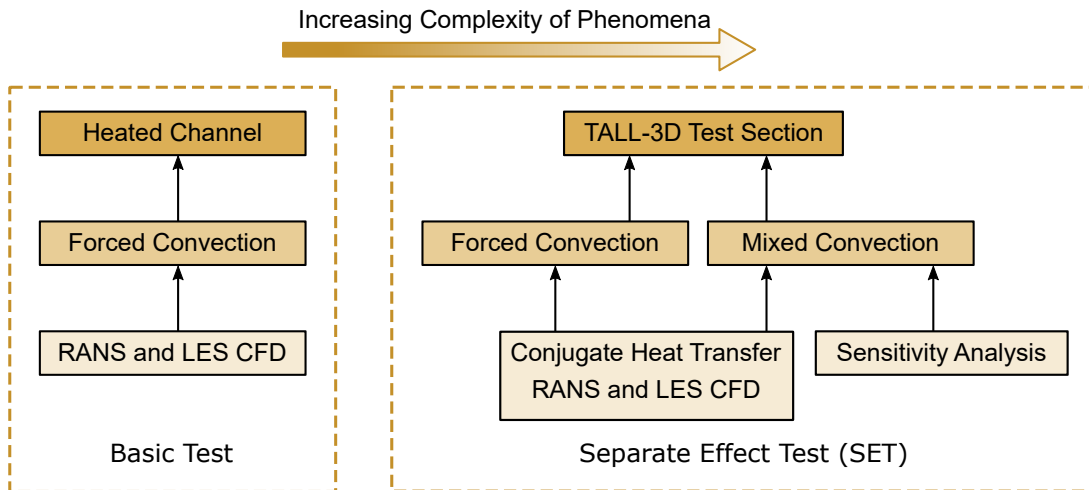 Increasing Complexity of Phenomena
Heated Channel
Forced Convection
RANS and LES CFD
Basic Test
TALL-3D Test Section
Forced Convection
Mixed Convection
Conjugate Heat Transfer
RANS and LES CFD
Sensitivity Analysis
Separate Effect Test (SET)